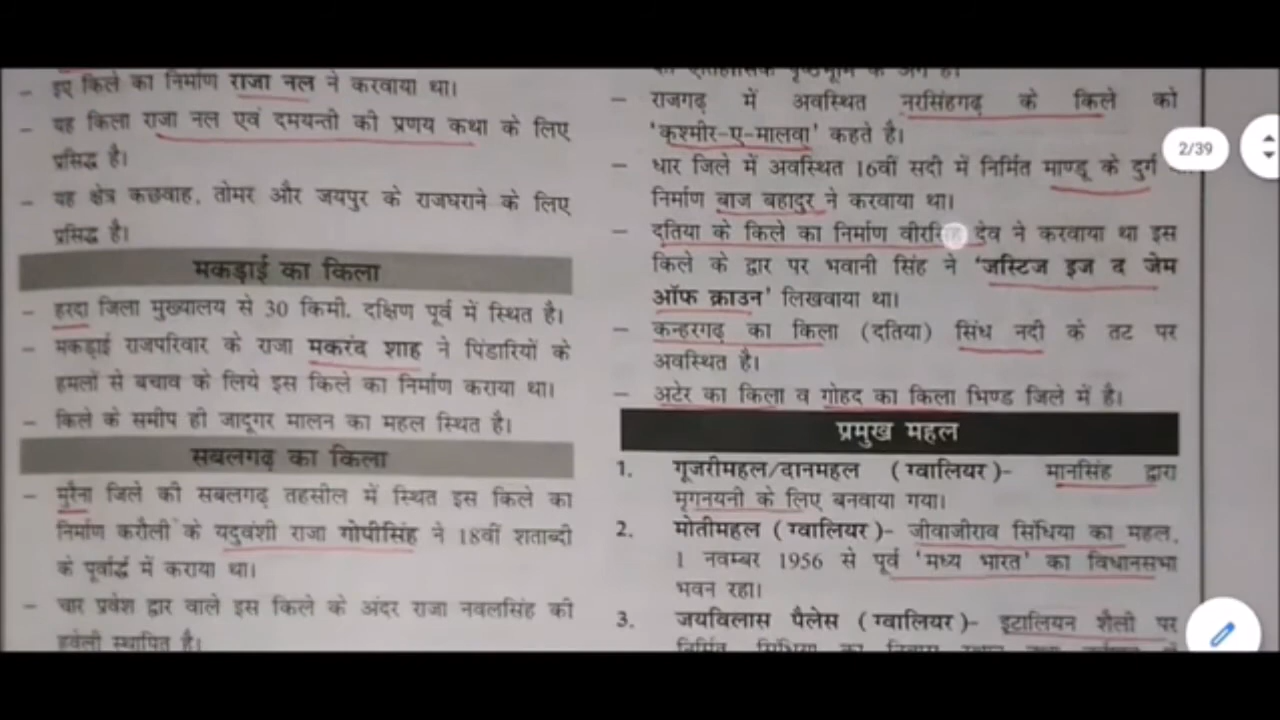 – इए किले का निर्माण राजा नल ने करवाया था।
– यह किला राजा नल एवं दमयन्ती की प्रणय कथा के लिए
प्रसिद्ध है।
– यह क्षेत्र कछवाह, तोमर और जयपुर के राजघराने के लिए
प्रसिद्ध है।
मकड़ाई का किला
– हरदा जिला मुख्यालय से 30 किमी. दक्षिण पूर्व में स्थित है।
– मकड़ाई राजपरिवार के राजा मकरंद शाह ने पिंडारियों के
हमलों से बचाव के लिये इस किले का निर्माण कराया था।
– किले के समीप ही जादूगर मालन का महल स्थित है।
सबलगढ़ का किला
– मुरैना जिले की सबलगढ़ तहसील में स्थित इस किले का
निर्माण करौली के यदुवंशी राजा गोपीसिंह ने 18वीं शताब्दी
के पूर्वार्द्ध में कराया था।
– चार प्रवेश द्वार वाले इस किले के अंदर राजा नवलसिंह की
हवेली स्थापित है।
– राजगढ़ में अवस्थित नरसिंहगढ़ के किले को
'कश्मीर-ए-मालवा' कहते है।
– धार जिले में अवस्थित 16वीं सदी में निर्मित माण्डू के दुर्ग
निर्माण बाज बहादुर ने करवाया था।
– दतिया के किले का निर्माण देव ने करवाया था इस
किले के द्वार पर भवानी सिंह ने 'जस्टिज इज द जेम
ऑफ क्राउन' लिखवाया था।
– कन्हरगढ़ का किला (दतिया) सिंध नदी के तट पर
अवस्थित है।
– अटेर का किला व गोहद का किला भिण्ड जिले में है।
प्रमुख महल
1. गूजरीमहल/दानमहल (ग्वालियर)- मानसिंह द्वारा
मृगनयनी के लिए बनवाया गया।
2. मोतीमहल (ग्वालियर)- जीवाजीराव सिंधिया का महल,
1 नवम्बर 1956 से पूर्व 'मध्य भारत' का विधानसभा
भवन रहा।
3. जयविलास पैलेस (ग्वालियर)- इटालियन शैली पर
2/39